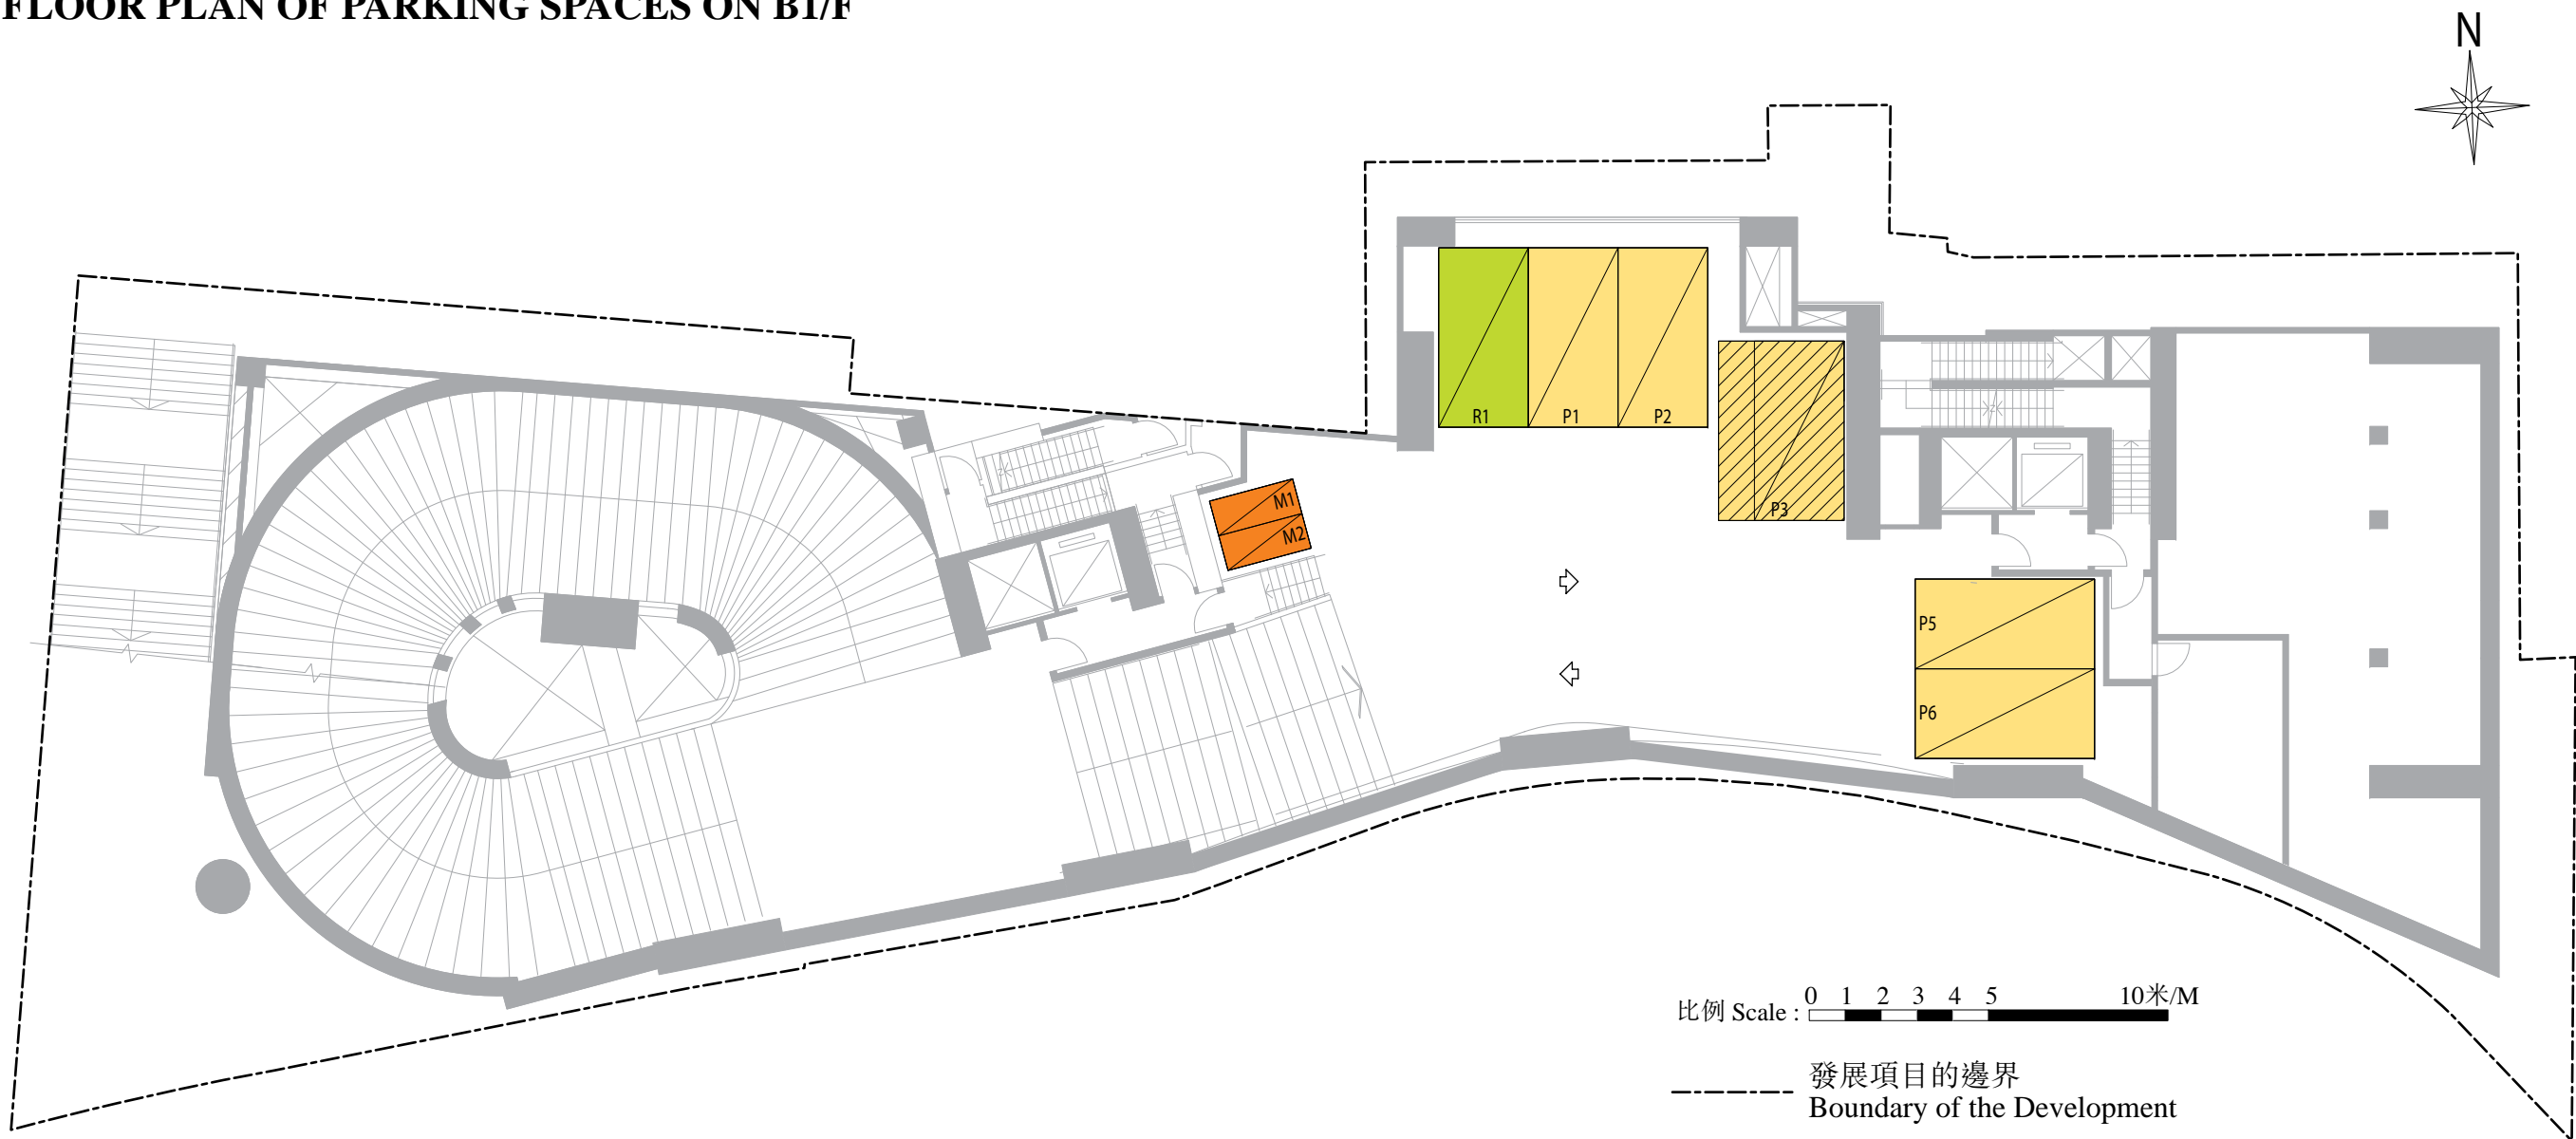 FLOOR PLAN OF PARKING SPACES ON B1/F
N
R1
P1
P2
P3
M1
M2
P5
P6
比例 Scale : 0 1 2 3 4 5 10米/M
發展項目的邊界
Boundary of the Development